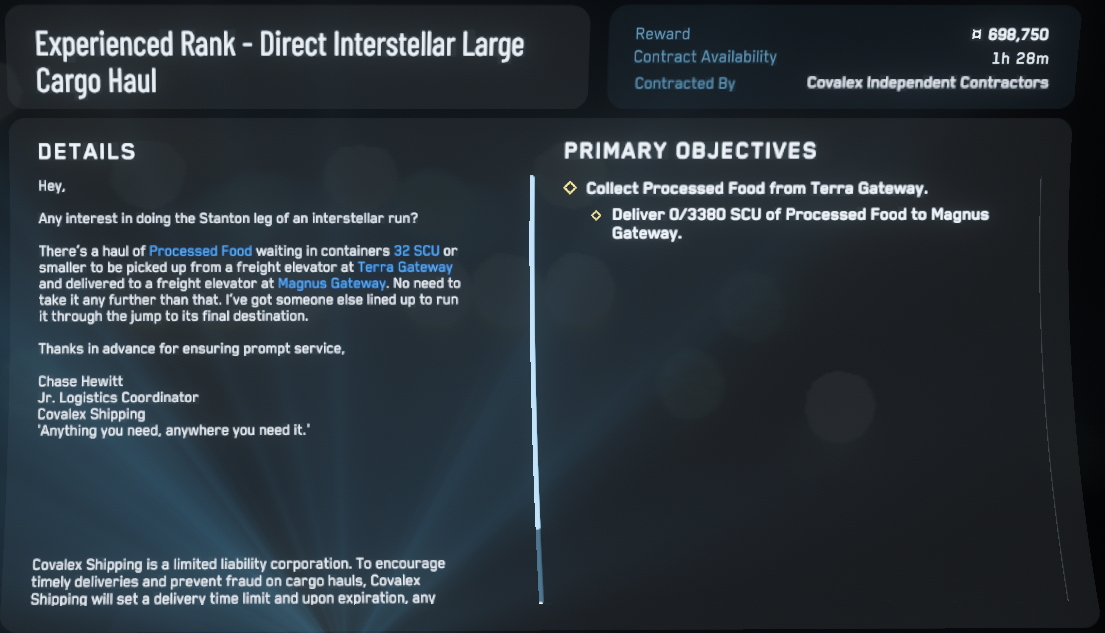 Experienced Rank - Direct Interstellar Large
Cargo Haul
Reward ¤ 698,750
Contract Availability 1h 28m
Contracted By Covalex Independent Contractors
DETAILS
Hey,
Any interest in doing the Stanton leg of an interstellar run?
There's a haul of Processed Food waiting in containers 32 SCU or
smaller to be picked up from a freight elevator at Terra Gateway
and delivered to a freight elevator at Magnus Gateway. No need to
take it any further than that. I've got someone else lined up to run
it through the jump to its final destination.
Thanks in advance for ensuring prompt service,
Chase Hewitt
Jr. Logistics Coordinator
Covalex Shipping
'Anything you need, anywhere you need it.'
Covalex Shipping is a limited liability corporation. To encourage
timely deliveries and prevent fraud on cargo hauls, Covalex
Shipping will set a delivery time limit and upon expiration, any
PRIMARY OBJECTIVES
Collect Processed Food from Terra Gateway.
Deliver 0/3380 SCU of Processed Food to Magnus
Gateway.